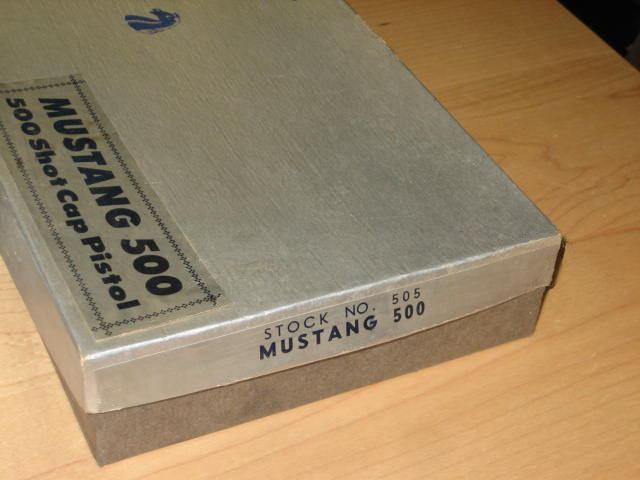 MUSTANG 500
500 Shot Cap Pistol
STOCK NO. 505
MUSTANG 500